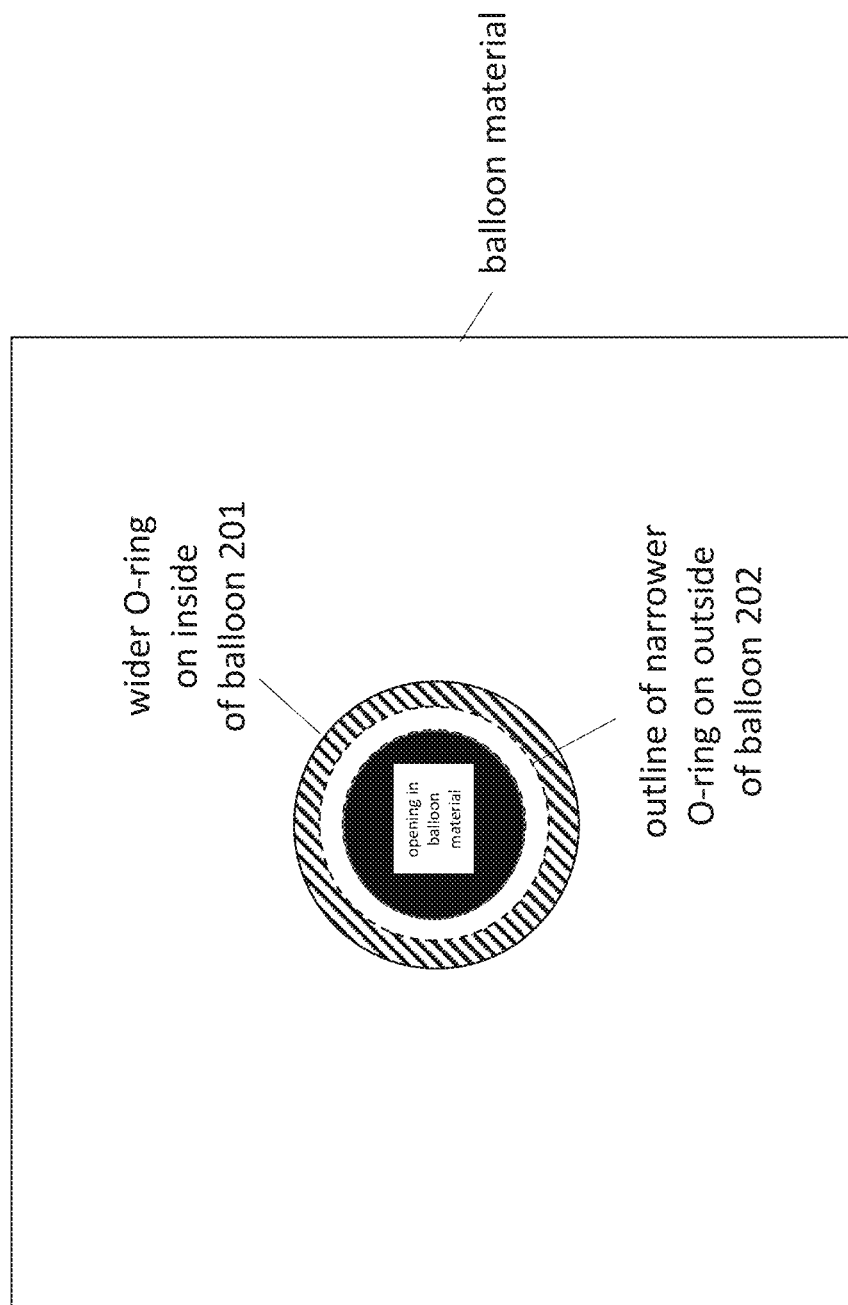 balloon material
wider O-ring
on inside
of balloon 201
opening in
balloon
material
outline of narrower
O-ring on outside
of balloon 202